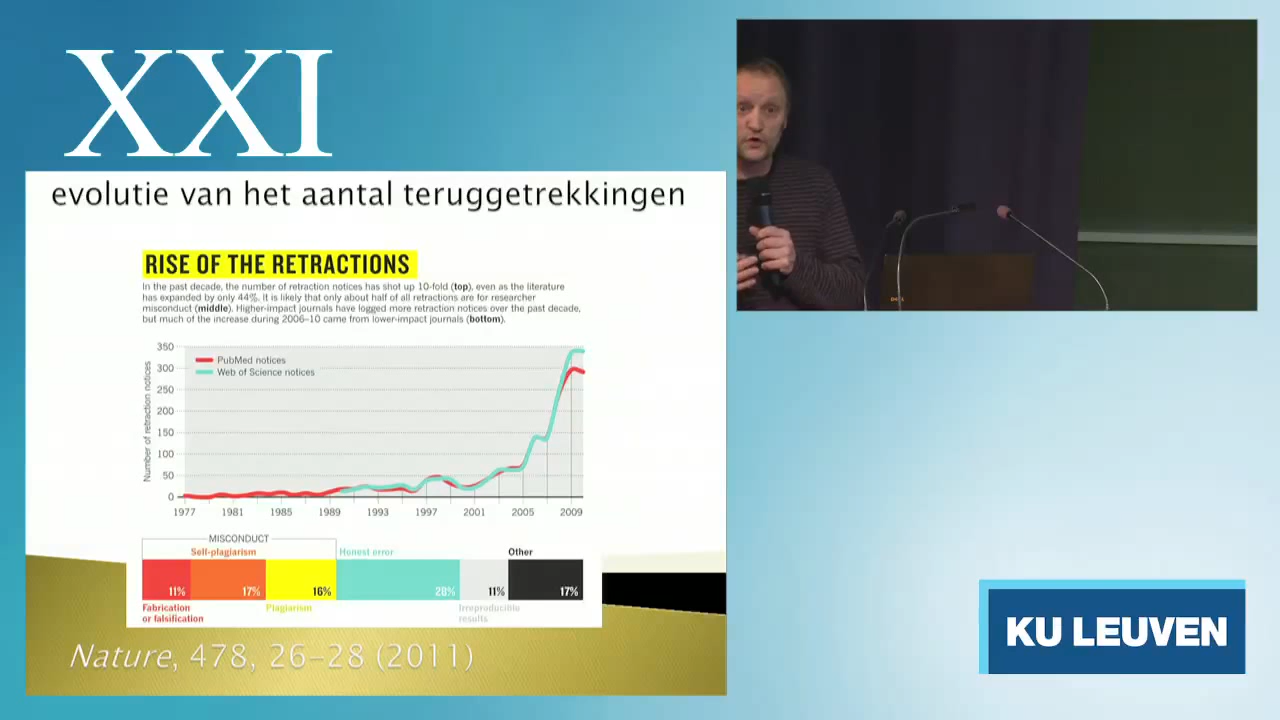 XXI
evolutie van het aantal teruggetrekkingen
RISE OF THE RETRACTIONS
In the past decade, the number of retraction notices has shot up 10-fold (top), even as the literature
has expanded by only 44%. It is likely that only about half of all retractions are for researcher
misconduct (middle). Higher-impact journals have logged more retraction notices over the past decade,
but much of the increase during 2006–10 came from lower-impact journals (bottom).
Number of retraction notices
350
300
250
200
150
100
50
0
PubMed notices
Web of Science notices
1977 1981 1985 1989 1993 1997 2001 2005 2009
MISCONDUCT
Self-plagiarism Honest error Other
11% 17% 16% 28% 11% 17%
Fabrication
or falsification
Plagiarism
Irreproducible
results
Nature, 478, 26–28 (2011)
KU LEUVEN